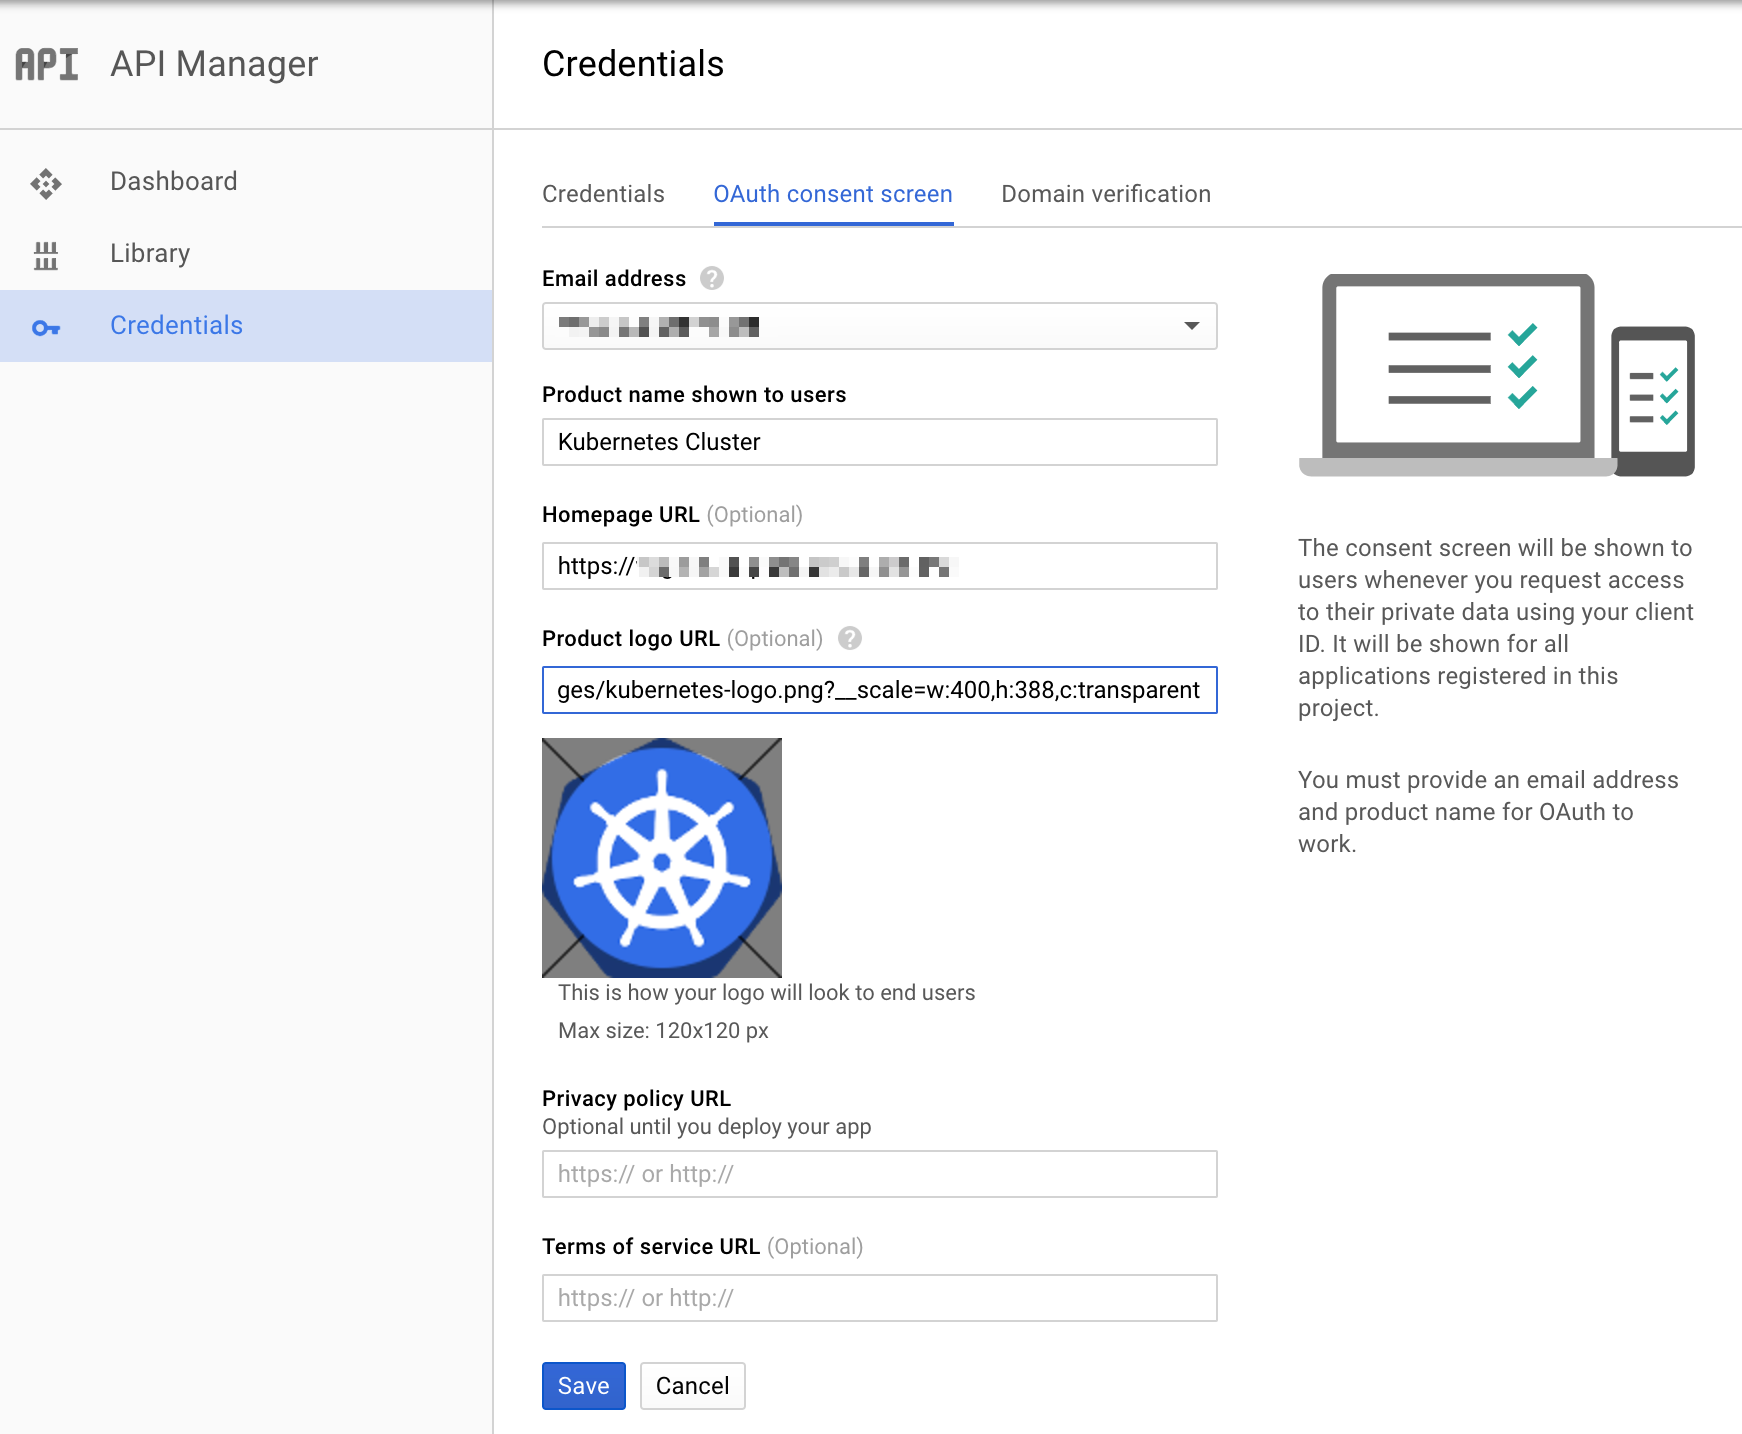 API API Manager
Dashboard
Library
Credentials
Credentials
Credentials OAuth consent screen Domain verification
Email address ?
Product name shown to users
Kubernetes Cluster
Homepage URL (Optional)
https://
Product logo URL (Optional) ?
ges/kubernetes-logo.png?__scale=w:400,h:388,c:transparent
This is how your logo will look to end users
Max size: 120x120 px
Privacy policy URL
Optional until you deploy your app
https:// or http://
Terms of service URL (Optional)
https:// or http://
Save Cancel
The consent screen will be shown to
users whenever you request access
to their private data using your client
ID. It will be shown for all
applications registered in this
project.
You must provide an email address
and product name for OAuth to
work.